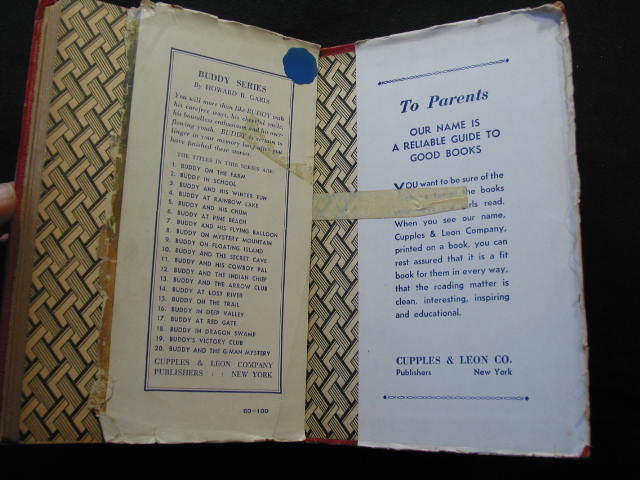 BUDDY SERIES
By HOWARD R. GARIS
You will more than like BUDDY with
his carefree ways, his cheerful smile,
his boundless enthusiasm and his over-
flowing youth. BUDDY is certain to
linger in your memory long after you
have finished these stories.
THE TITLES IN THIS SERIES ARE:
1. BUDDY ON THE FARM
2. BUDDY IN SCHOOL
3. BUDDY AND HIS WINTER FUN
4. BUDDY AT RAINBOW LAKE
5. BUDDY AND HIS CHUM
6. BUDDY AT PINE BEACH
7. BUDDY AND HIS FLYING BALLOON
8. BUDDY ON MYSTERY MOUNTAIN
9. BUDDY ON FLOATING ISLAND
10. BUDDY AND THE SECRET CAVE
11. BUDDY AND HIS COWBOY PAL
12. BUDDY AND THE INDIAN CHIEF
13. BUDDY AND THE ARROW CLUB
14. BUDDY AT LOST RIVER
15. BUDDY ON THE TRAIL
16. BUDDY IN DEEP VALLEY
17. BUDDY AT RED GATE
18. BUDDY IN DRAGON SWAMP
19. BUDDY'S VICTORY CLUB
20. BUDDY AND THE G-MAN MYSTERY
CUPPLES & LEON COMPANY
PUBLISHERS : : NEW YORK
60-100
To Parents
OUR NAME IS
A RELIABLE GUIDE TO
GOOD BOOKS
YOU want to be sure of the
the books
read.
When you see our name,
Cupples & Leon Company,
printed on a book, you can
rest assured that it is a fit
book for them in every way,
that the reading matter is
clean, interesting, inspiring
and educational.
CUPPLES & LEON CO.
Publishers New York